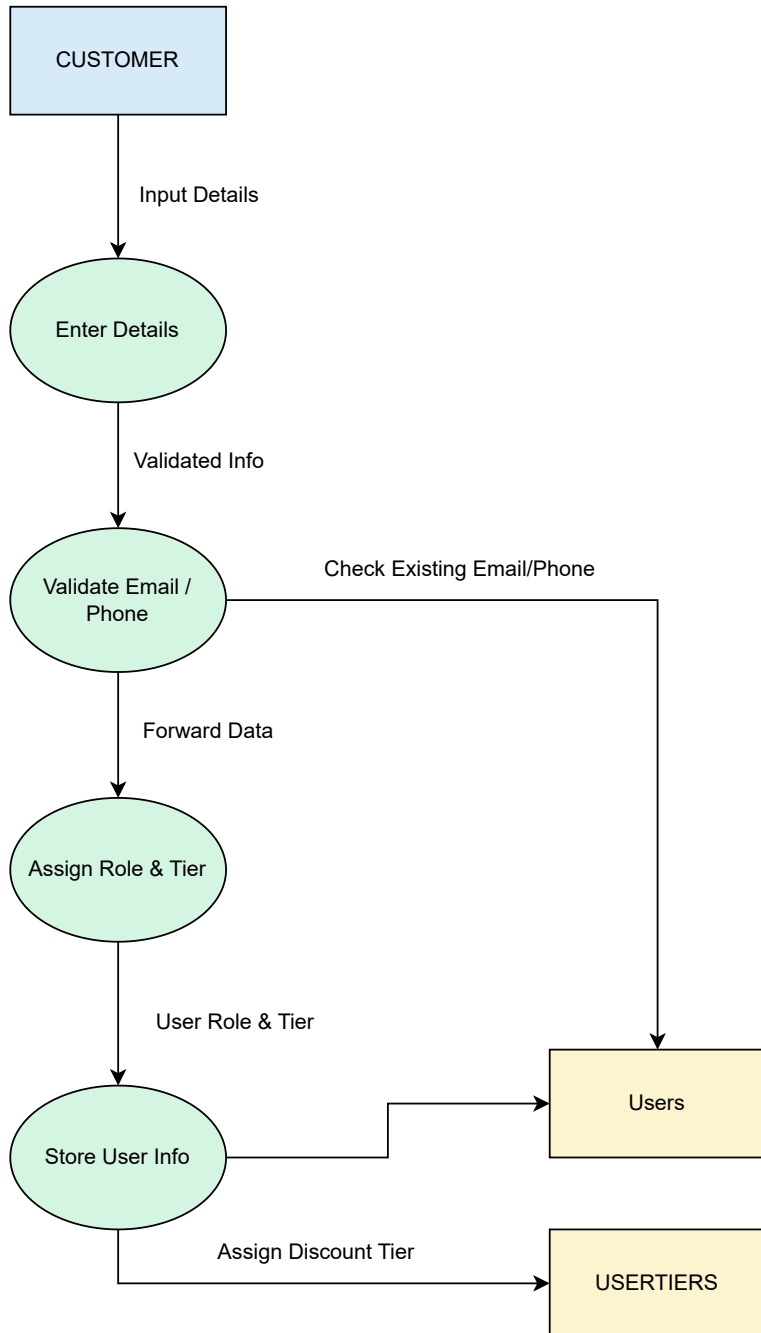 CUSTOMER
Input Details
Enter Details
Validated Info
Check Existing Email/Phone
Validate Email /
Phone
Forward Data
Assign Role & Tier
User Role & Tier
Users
Store User Info
Assign Discount Tier
USERTIERS